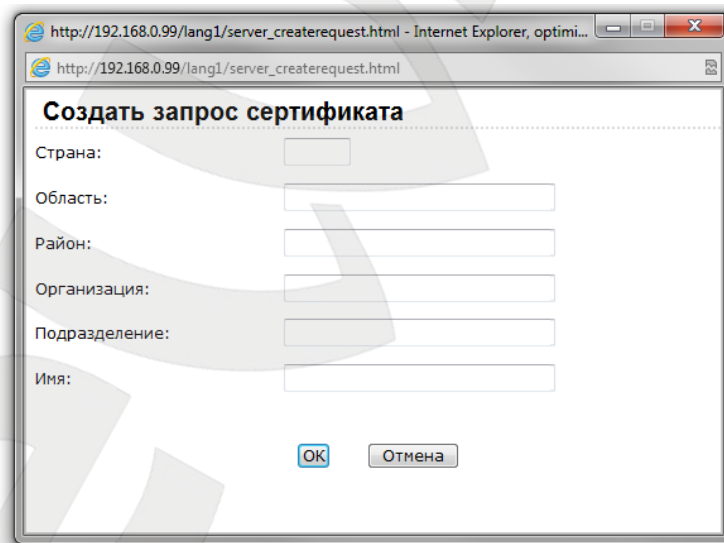 http://192.168.0.99/lang1/server_createrequest.html - Internet Explorer, optimi...
http://192.168.0.99/lang1/server_createrequest.html
Создать запрос сертификата
Страна:
Область:
Район:
Организация:
Подразделение:
Имя:
OK Отмена